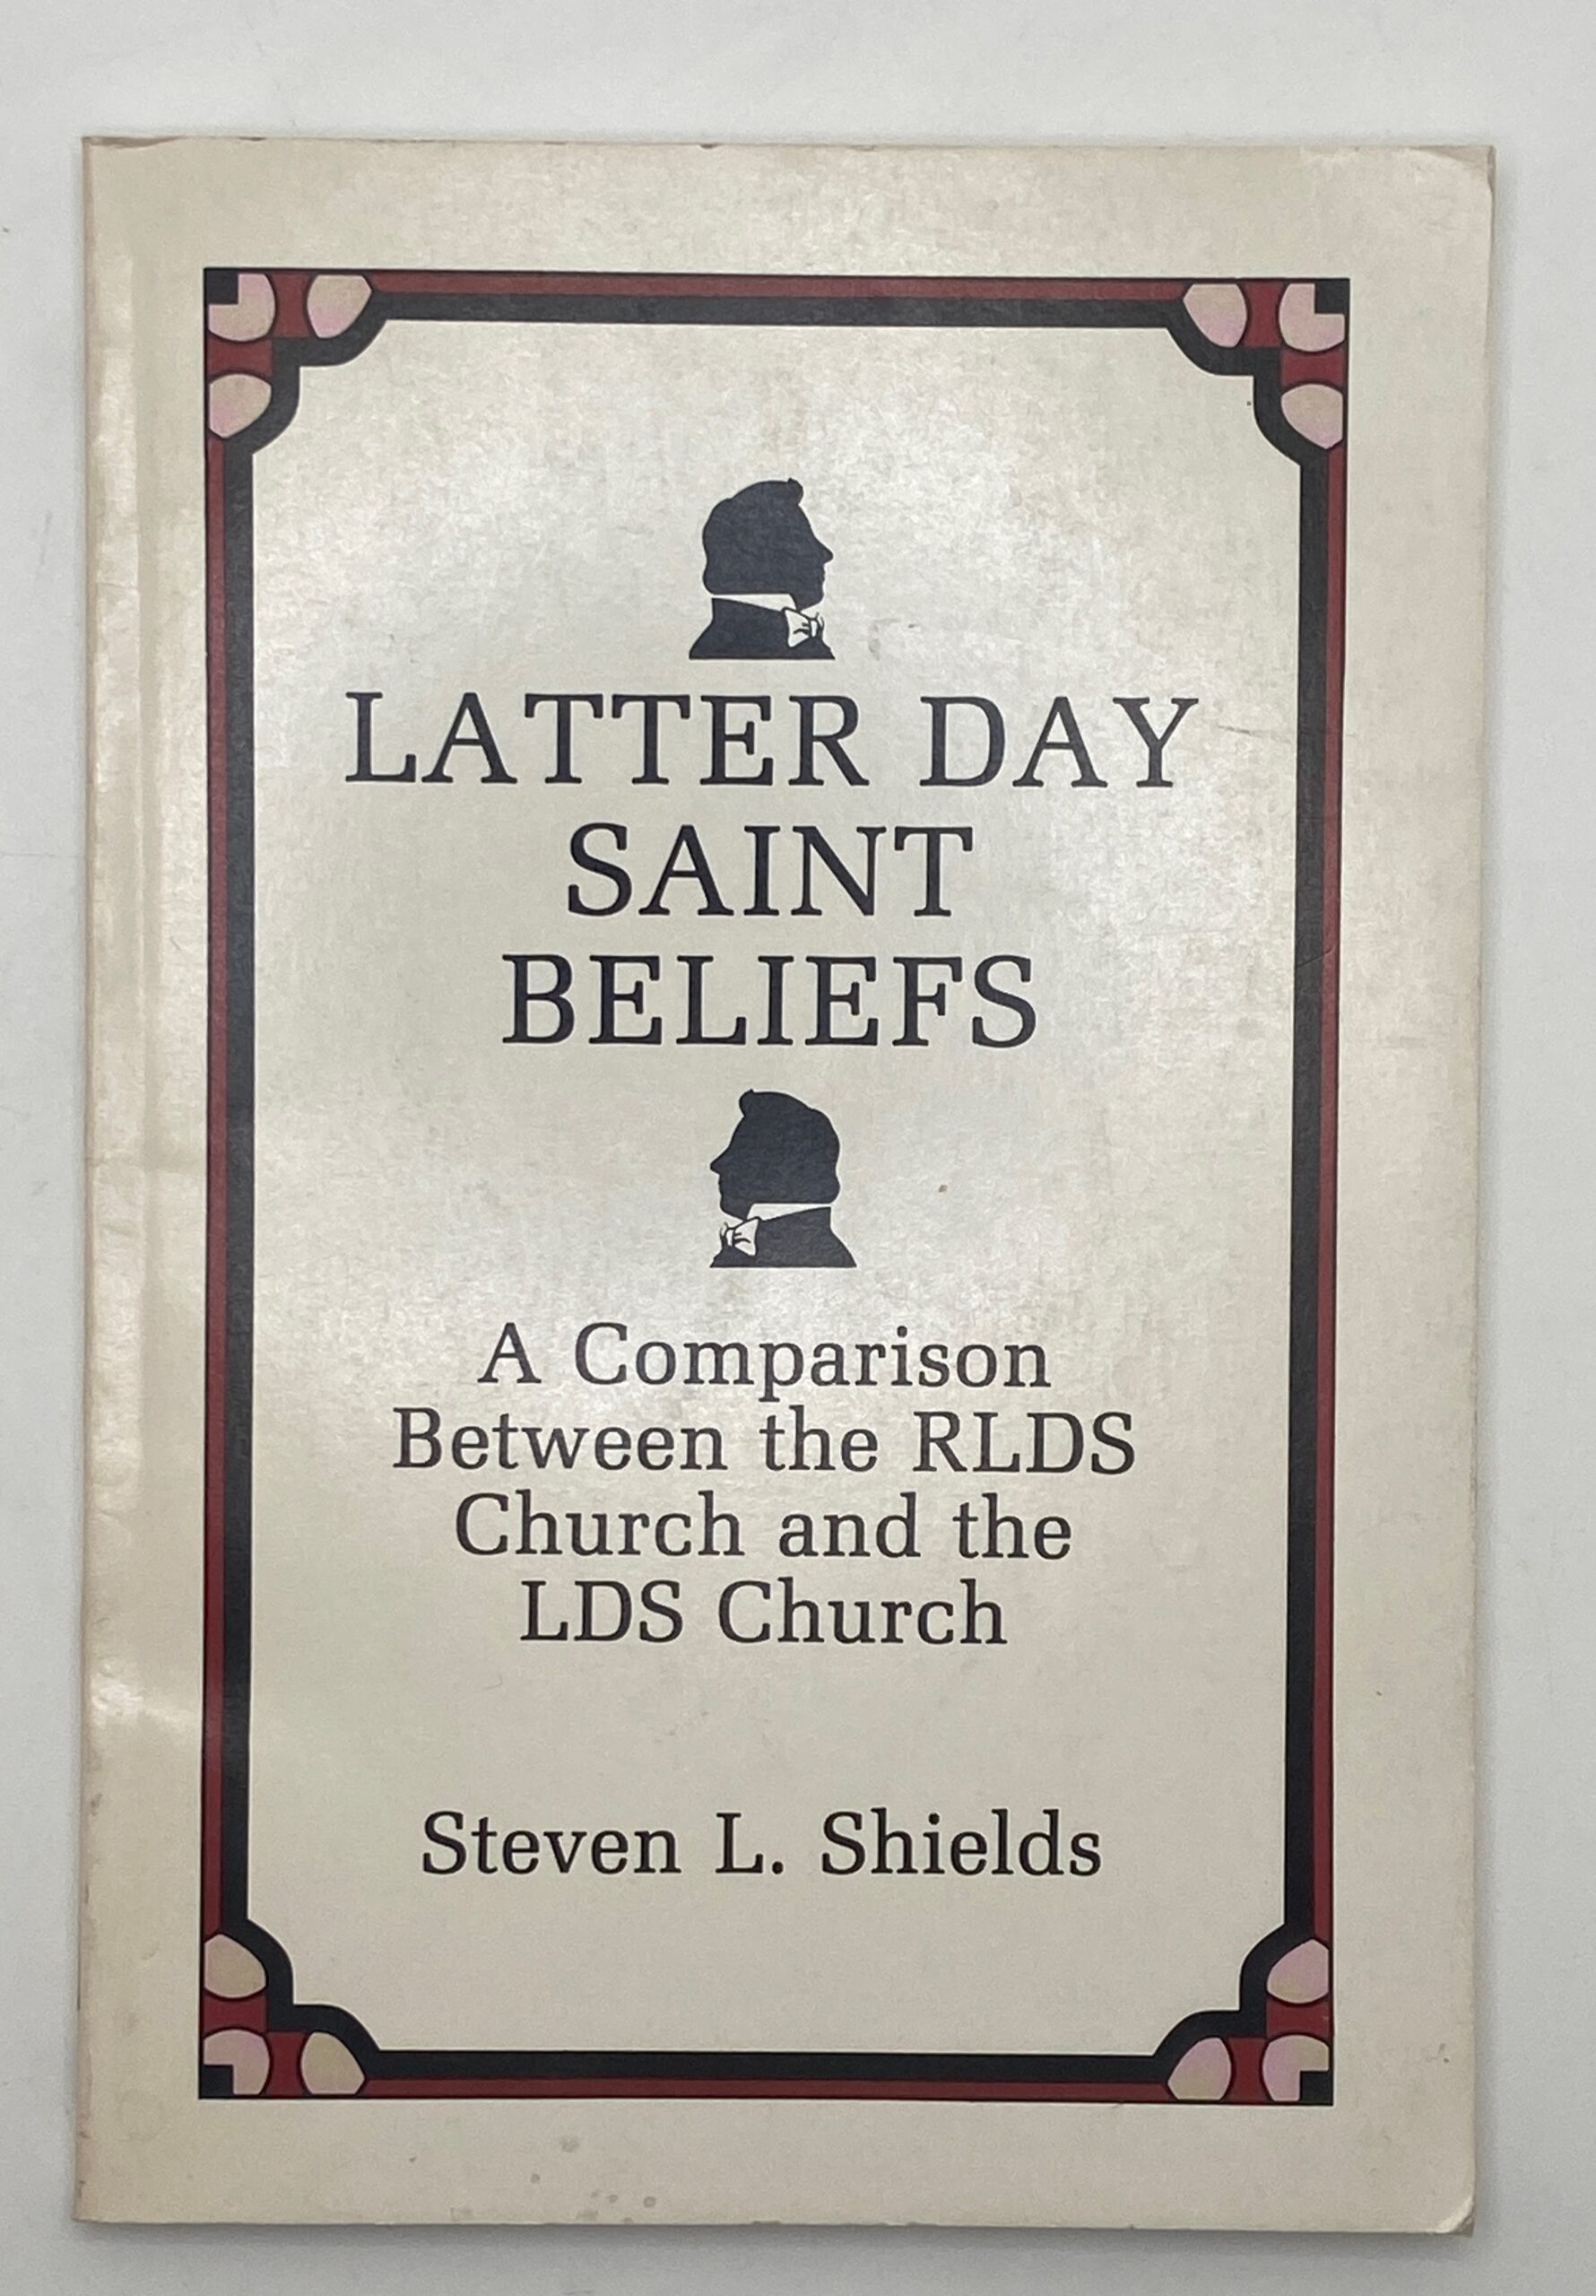 LATTER DAY
SAINT
BELIEFS
A Comparison
Between the RLDS
Church and the
LDS Church
Steven L. Shields